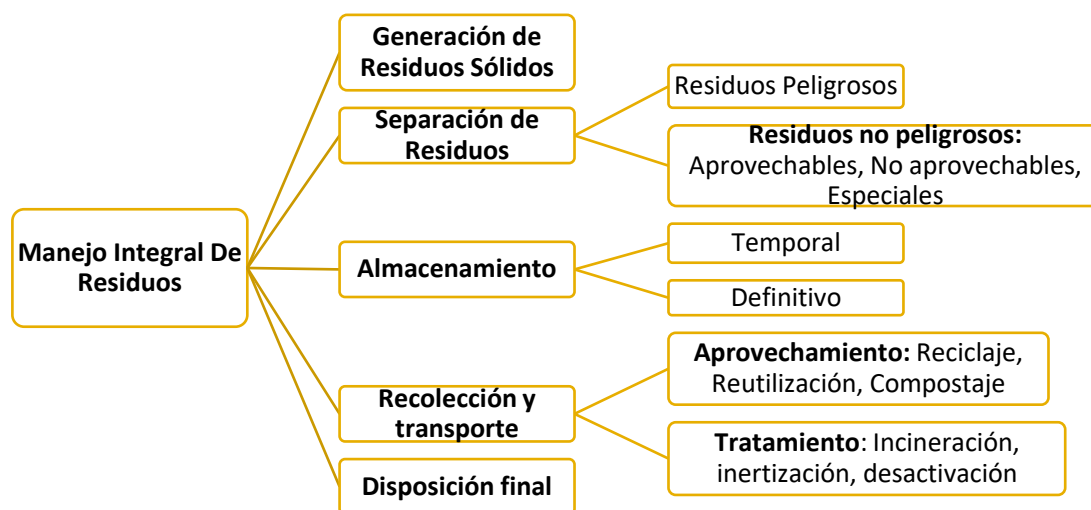 Manejo Integral De
Residuos
Generación de
Residuos Sólidos
Separación de
Residuos
Residuos Peligrosos
Residuos no peligrosos:
Aprovechables, No aprovechables,
Especiales
Almacenamiento
Temporal
Definitivo
Recolección y
transporte
Aprovechamiento: Reciclaje,
Reutilización, Compostaje
Tratamiento: Incineración,
inertización, desactivación
Disposición final